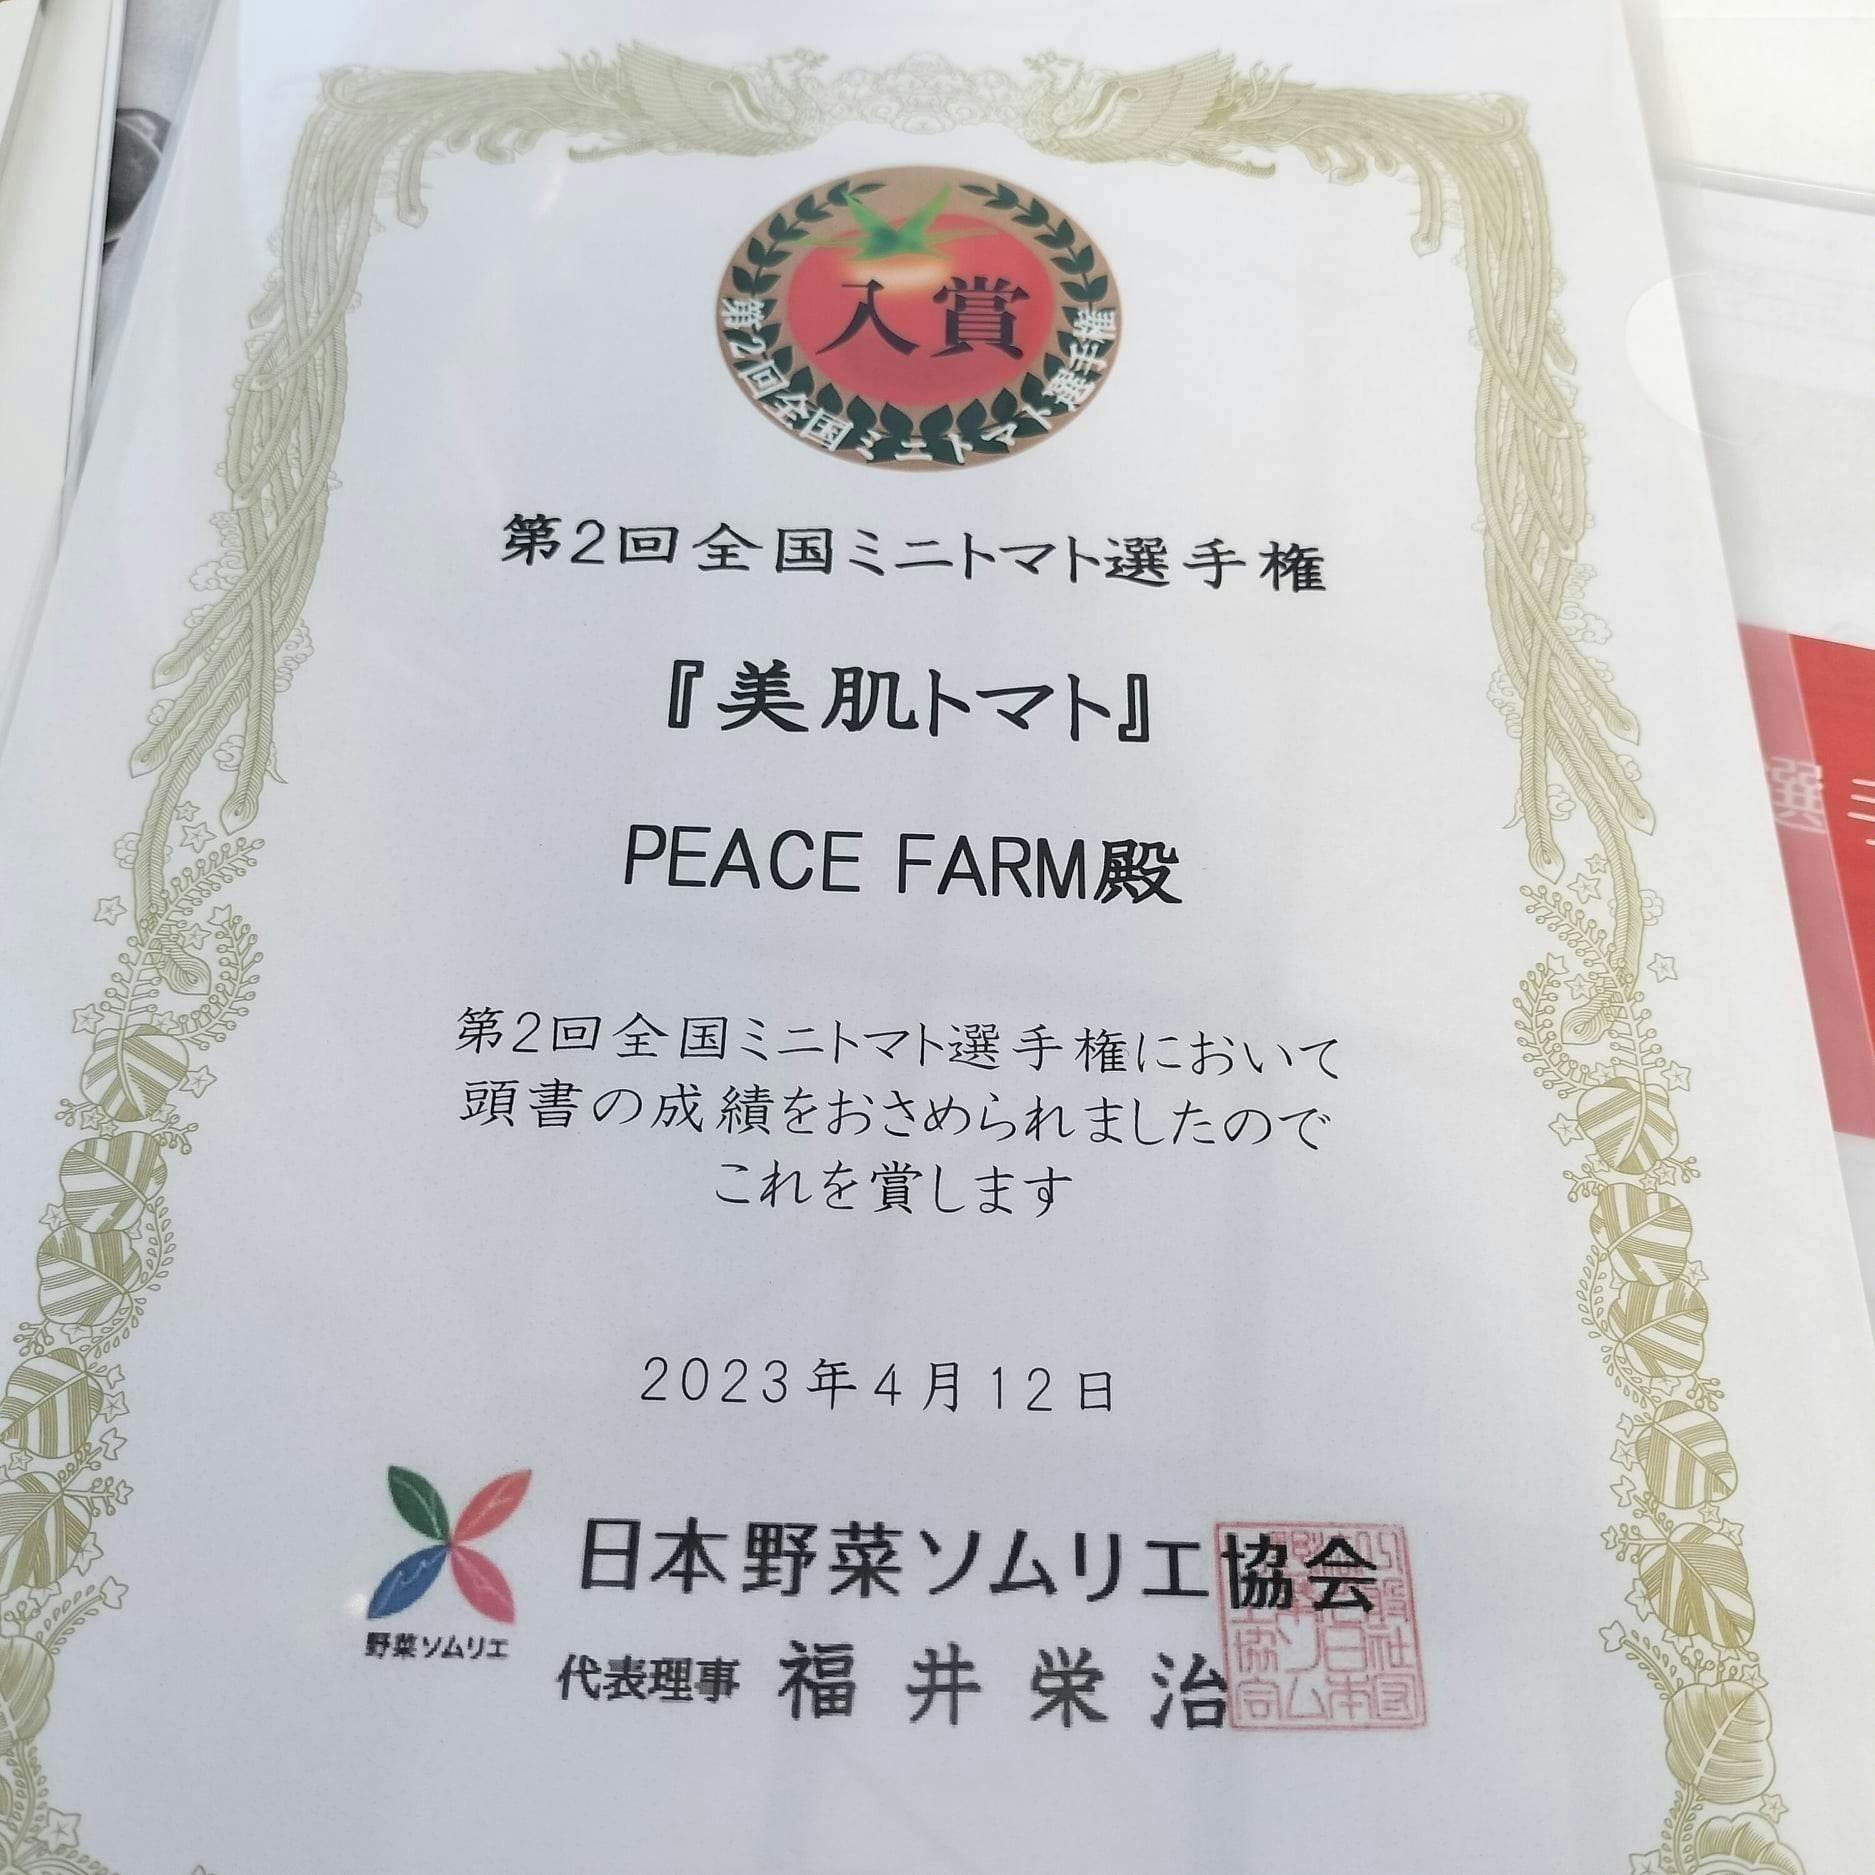 入賞
第2回全国ミニトマト選手権
第2回全国ミニトマト選手権
『美肌トマト』
PEACE FARM殿
第2回全国ミニトマト選手権において
頭書の成績をおさめられましたので
これを賞します
2023年4月12日
野菜ソムリエ
日本野菜ソムリエ協会
代表理事 福井栄治
選